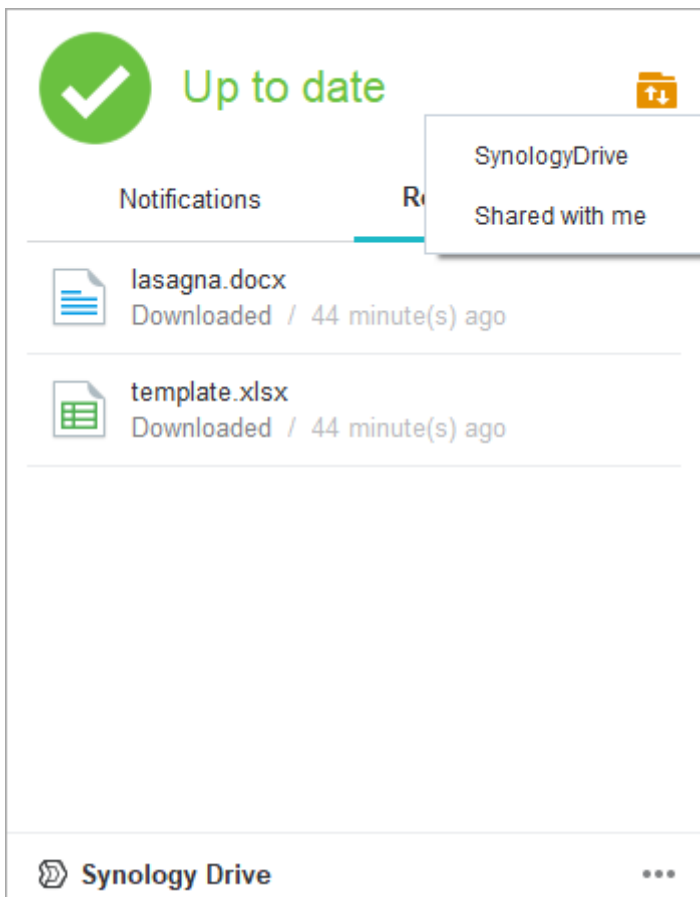 Up to date
SynologyDrive
Shared with me
Notifications
lasagna.docx
Downloaded / 44 minute(s) ago
template.xlsx
Downloaded / 44 minute(s) ago
Synology Drive